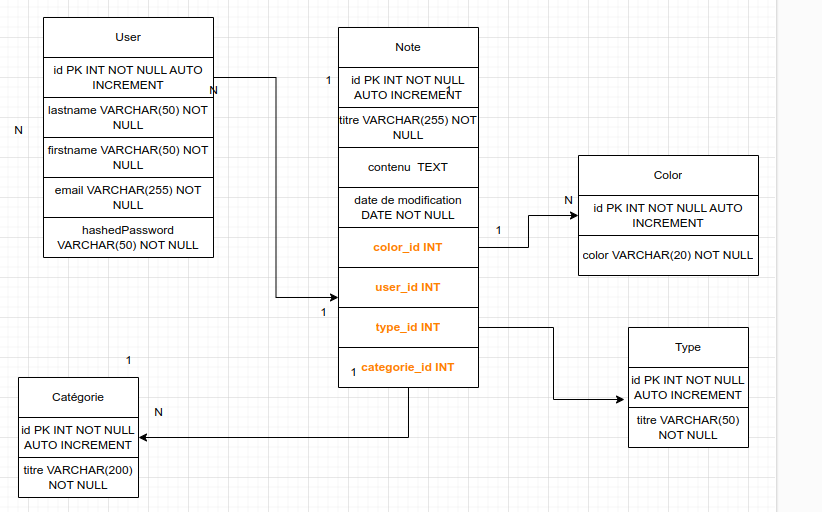 User
id PK INT NOT NULL AUTO
INCREMENT
N
lastname VARCHAR(50) NOT
NULL
N
firstname VARCHAR(50) NOT
NULL
email VARCHAR(255) NOT
NULL
hashedPassword
VARCHAR(50) NOT NULL
Note
1
id PK INT NOT NULL
AUTO INCREMENT
1
titre VARCHAR(255) NOT
NULL
contenu TEXT
date de modification
DATE NOT NULL
color_id INT
1
user_id INT
1
type_id INT
1
categorie_id INT
Color
N
id PK INT NOT NULL AUTO
INCREMENT
color VARCHAR(20) NOT NULL
Type
id PK INT NOT NULL
AUTO INCREMENT
titre VARCHAR(50)
NOT NULL
1
Catégorie
N
id PK INT NOT NULL
AUTO INCREMENT
titre VARCHAR(200)
NOT NULL